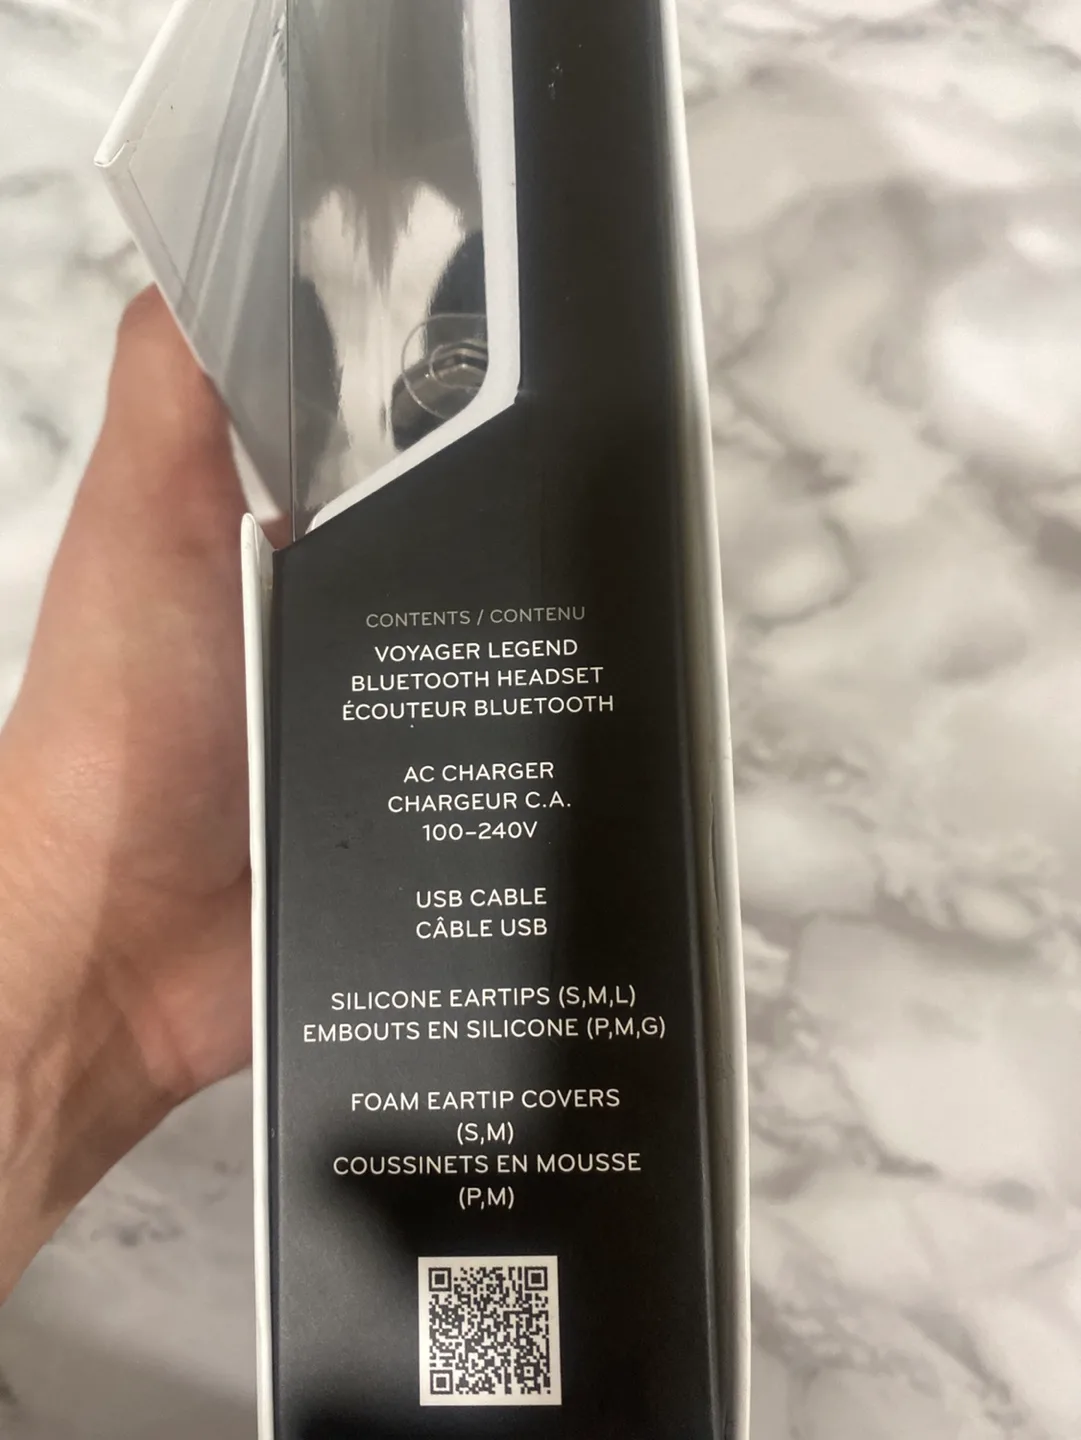 CONTENTS / CONTENU
VOYAGER LEGEND
BLUETOOTH HEADSET
ÉCOUTEUR BLUETOOTH
AC CHARGER
CHARGEUR C.A.
100–240V
USB CABLE
CÂBLE USB
SILICONE EARTIPS (S,M,L)
EMBOUTS EN SILICONE (P,M,G)
FOAM EARTIP COVERS
(S,M)
COUSSINETS EN MOUSSE
(P,M)